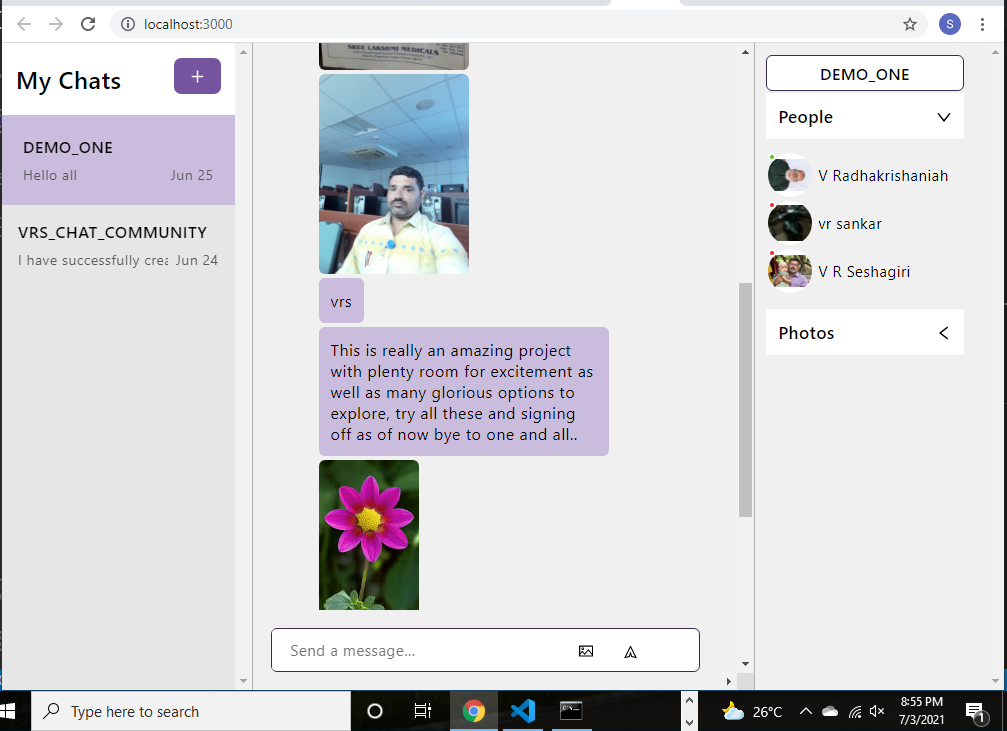 localhost:3000
S
My Chats
+
DEMO_ONE
Hello all
Jun 25
VRS_CHAT_COMMUNITY
I have successfully crea
Jun 24
SREE LAKSHMI MEDICALS
vrs
This is really an amazing project
with plenty room for excitement as
well as many glorious options to
explore, try all these and signing
off as of now bye to one and all..
Send a message...
DEMO_ONE
People
V Radhakrishaniah
vr sankar
V R Seshagiri
Photos
Type here to search
26°C
8:55 PM
7/3/2021
1